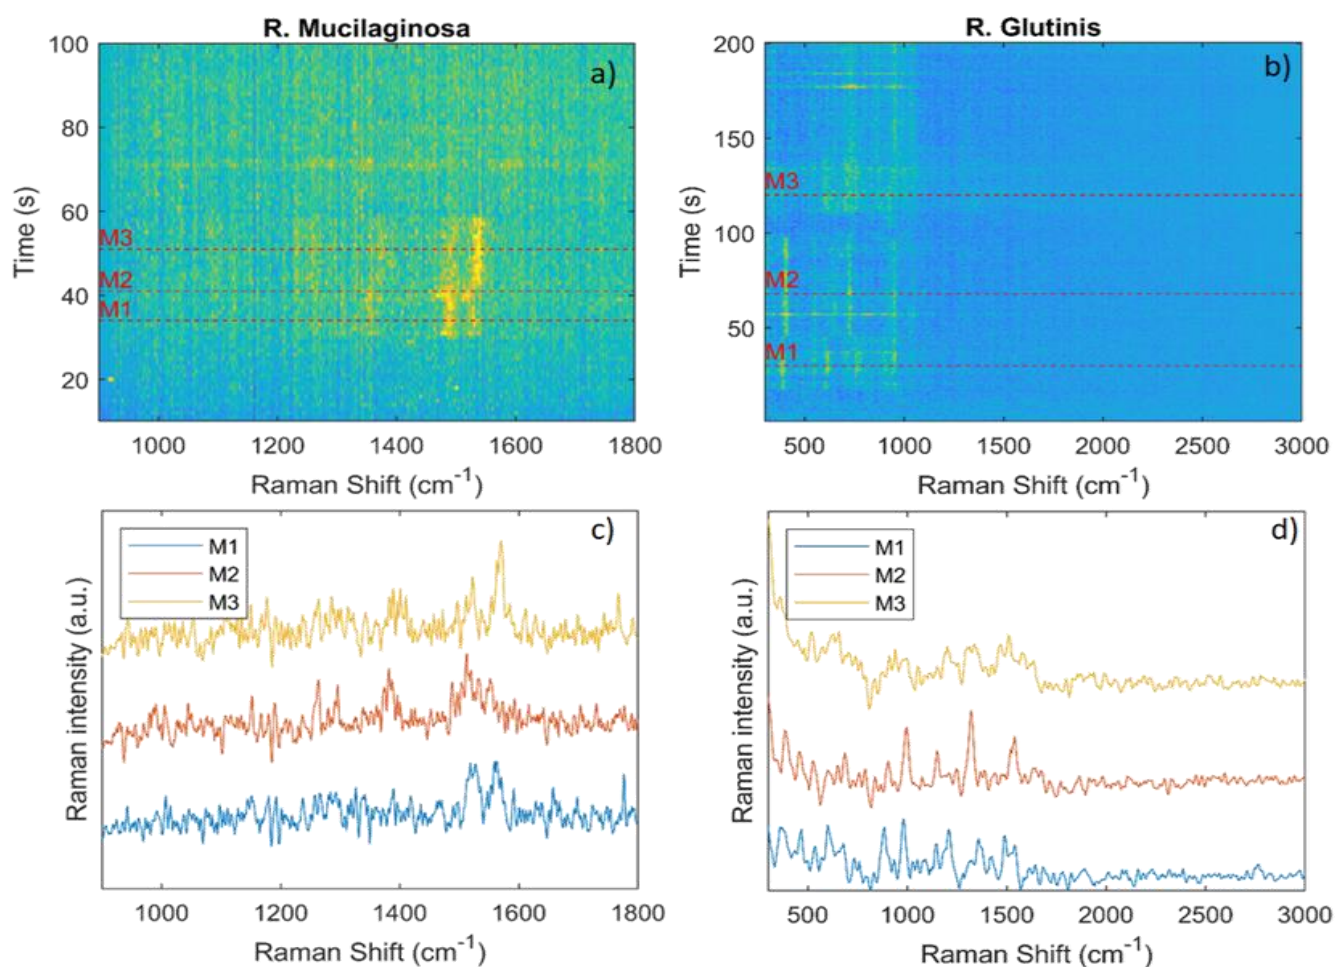 R. Mucilaginosa
a)
100
80
60
40
20
Time (s)
M3
M2
M1
1000 1200 1400 1600 1800
Raman Shift (cm-1)
R. Glutinis
b)
200
150
100
50
Time (s)
M3
M2
M1
500 1000 1500 2000 2500 3000
Raman Shift (cm-1)
c)
M1
M2
M3
Raman intensity (a.u.)
1000 1200 1400 1600 1800
Raman Shift (cm-1)
d)
M1
M2
M3
Raman intensity (a.u.)
500 1000 1500 2000 2500 3000
Raman Shift (cm-1)